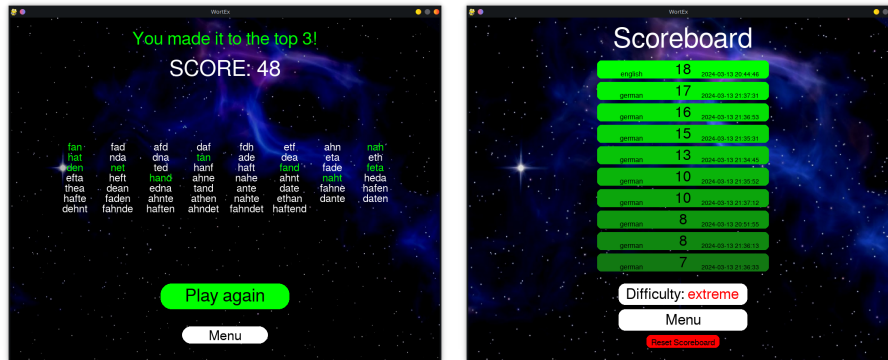 WortEx
You made it to the top 3!
SCORE: 48
fan fad afd daf fdh etf ahn nah
hat nda dna tan ade dea eta eth
den net ted hanf haft fand fade feta
efta heft hand ahne nahe ahnt naht heda
thea dean edna tand ante date fahne hafen
hafte faden ahnte athen nahte ethan dante daten
dehnt fahnde haften ahndet fahndet haftend
Play again
Menu
WortEx
Scoreboard
english 18 2024-03-13 20:44:46
german 17 2024-03-13 21:37:31
german 16 2024-03-13 21:36:53
german 15 2024-03-13 21:35:31
german 13 2024-03-13 21:34:45
german 10 2024-03-13 21:35:52
german 10 2024-03-13 21:37:12
german 8 2024-03-13 20:51:55
german 8 2024-03-13 21:36:13
german 7 2024-03-13 21:36:33
Difficulty: extreme
Menu
Reset Scoreboard